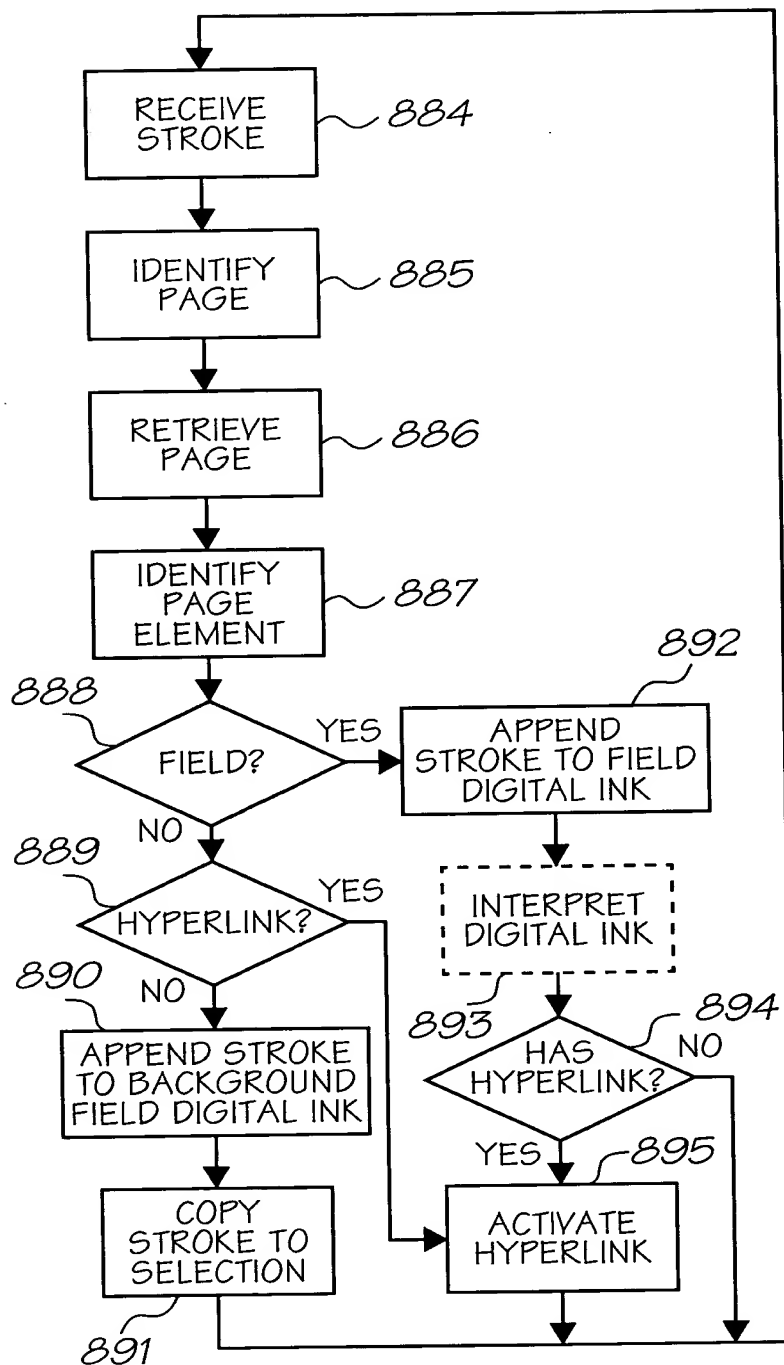 RECEIVE
STROKE
884
IDENTIFY
PAGE
885
RETRIEVE
PAGE
886
IDENTIFY
PAGE
ELEMENT
887
888
FIELD?
YES
NO
892
APPEND
STROKE TO FIELD
DIGITAL INK
889
HYPERLINK?
YES
NO
INTERPRET
DIGITAL INK
893
890
APPEND STROKE
TO BACKGROUND
FIELD DIGITAL INK
894
HAS
HYPERLINK?
NO
YES
895
COPY
STROKE TO
SELECTION
891
ACTIVATE
HYPERLINK